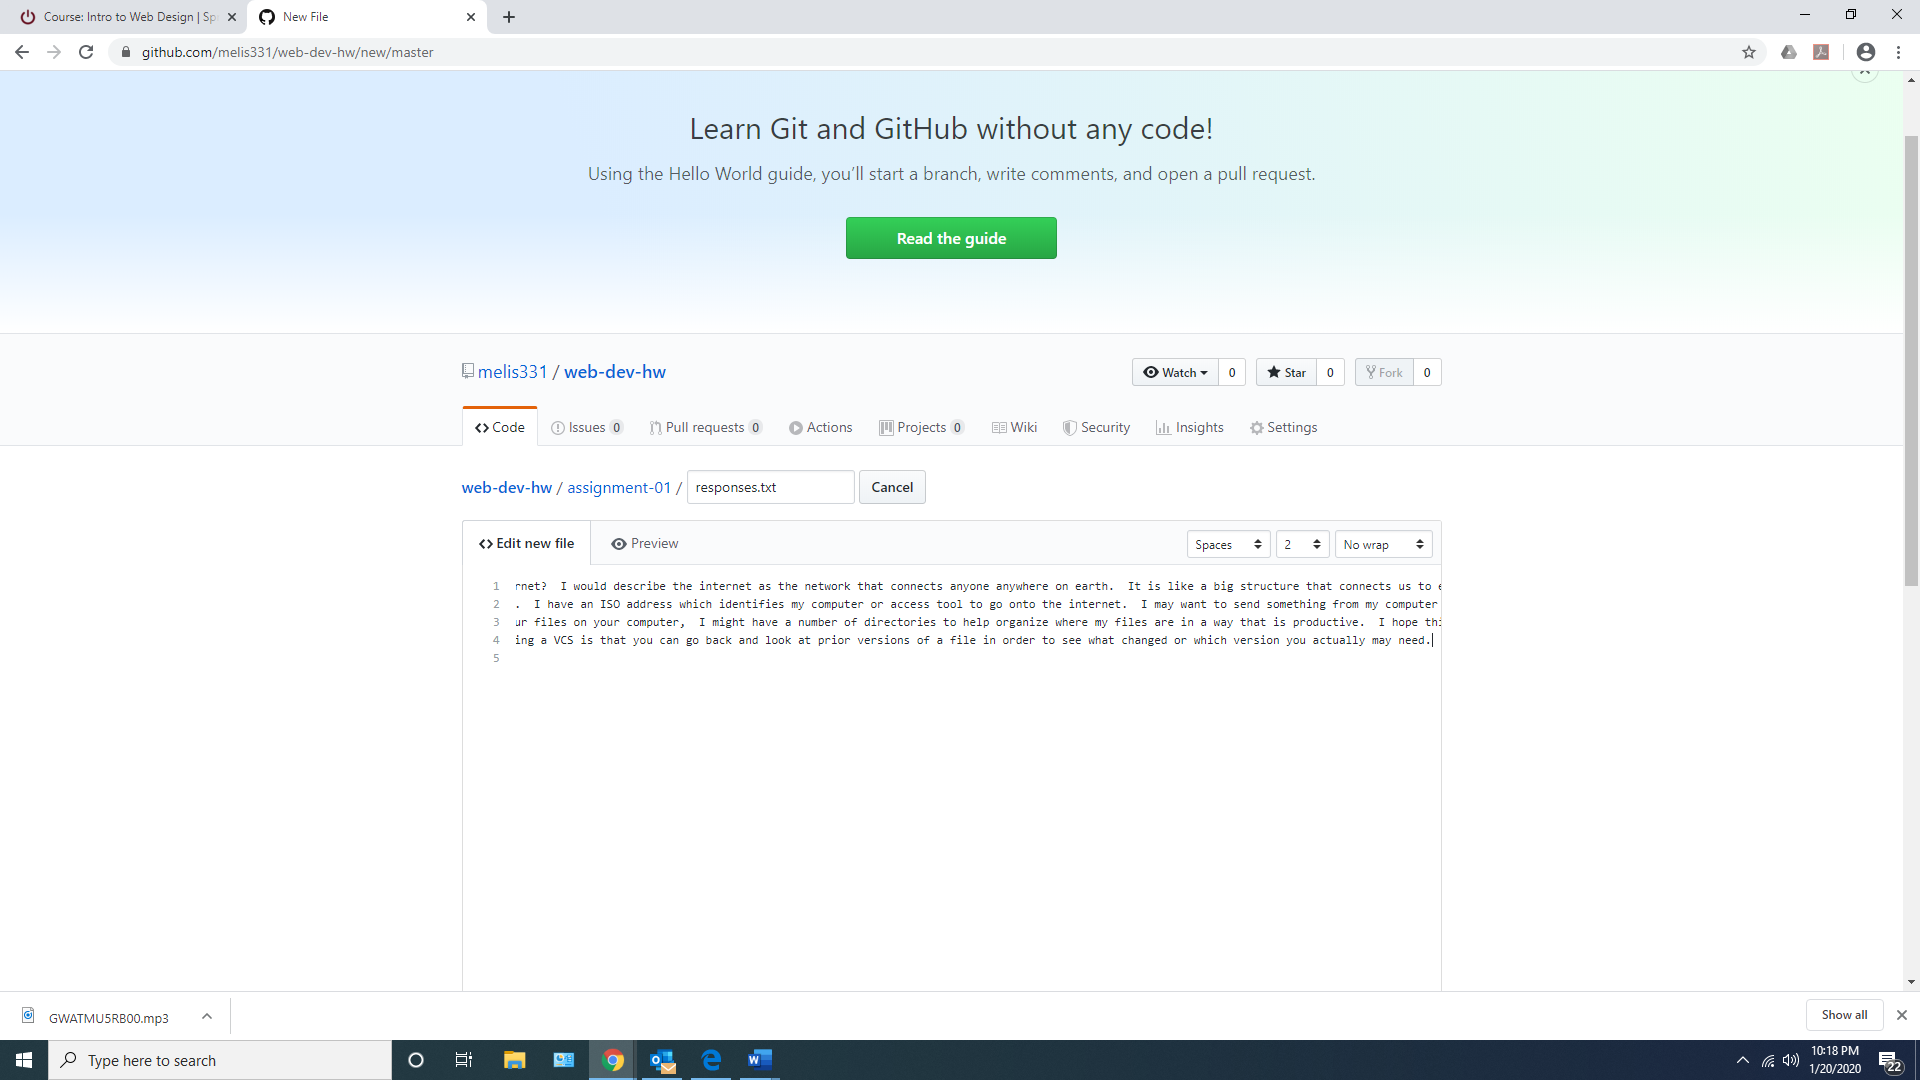 Course: Intro to Web Design | Sp
New File
github.com/melis331/web-dev-hw/new/master
Learn Git and GitHub without any code!
Using the Hello World guide, you'll start a branch, write comments, and open a pull request.
Read the guide
melis331 / web-dev-hw
Watch 0 Star 0 Fork 0
Code Issues 0 Pull requests 0 Actions Projects 0 Wiki Security Insights Settings
web-dev-hw / assignment-01 / responses.txt Cancel
Edit new file Preview Spaces 2 No wrap
1 rnet?  I would describe the internet as the network that connects anyone anywhere on earth.  It is like a big structure that connects us to e
2 .  I have an ISO address which identifies my computer or access tool to go onto the internet.  I may want to send something from my computer
3 ur files on your computer,  I might have a number of directories to help organize where my files are in a way that is productive.  I hope thi
4 ing a VCS is that you can go back and look at prior versions of a file in order to see what changed or which version you actually may need.
5
GWATMU5RB00.mp3 Show all
Type here to search
10:18 PM
1/20/2020
22